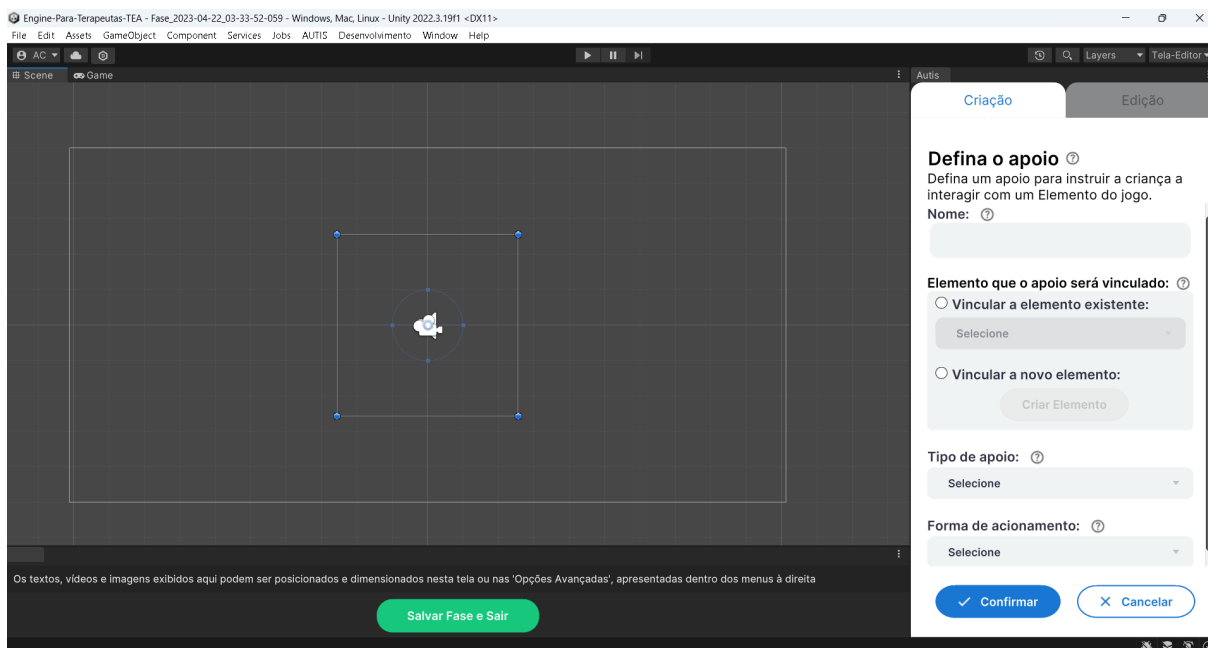 Engine-Para-Terapeutas-TEA - Fase_2023-04-22_03-33-52-059 - Windows, Mac, Linux - Unity 2022.3.19f1 <DX11>
File Edit Assets GameObject Component Services Jobs AUTIS Desenvolvimento Window Help
AC Layers Tela-Editor
Scene Game Autis
Criação Edição
Defina o apoio ?
Defina um apoio para instruir a criança a
interagir com um Elemento do jogo.
Nome: ?
Elemento que o apoio será vinculado: ?
Vincular a elemento existente:
Selecione
Vincular a novo elemento:
Criar Elemento
Tipo de apoio: ?
Selecione
Forma de acionamento: ?
Selecione
Confirmar Cancelar
Os textos, vídeos e imagens exibidos aqui podem ser posicionados e dimensionados nesta tela ou nas 'Opções Avançadas', apresentadas dentro dos menus à direita
Salvar Fase e Sair